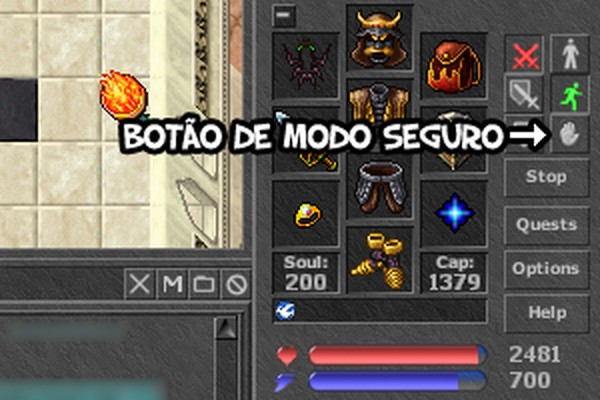 BOTÃO DE MODO SEGURO
Stop
Quests
Soul:
200
Cap:
1379
Options
M
Help
2481
700